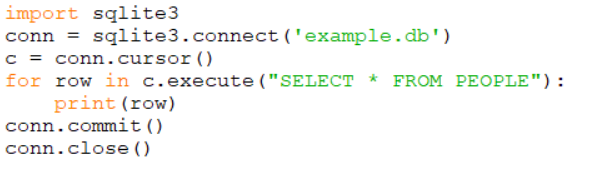 import sqlite3
conn = sqlite3.connect('example.db')
c = conn.cursor()
for row in c.execute("SELECT * FROM PEOPLE"):
    print(row)
conn.commit()
conn.close()